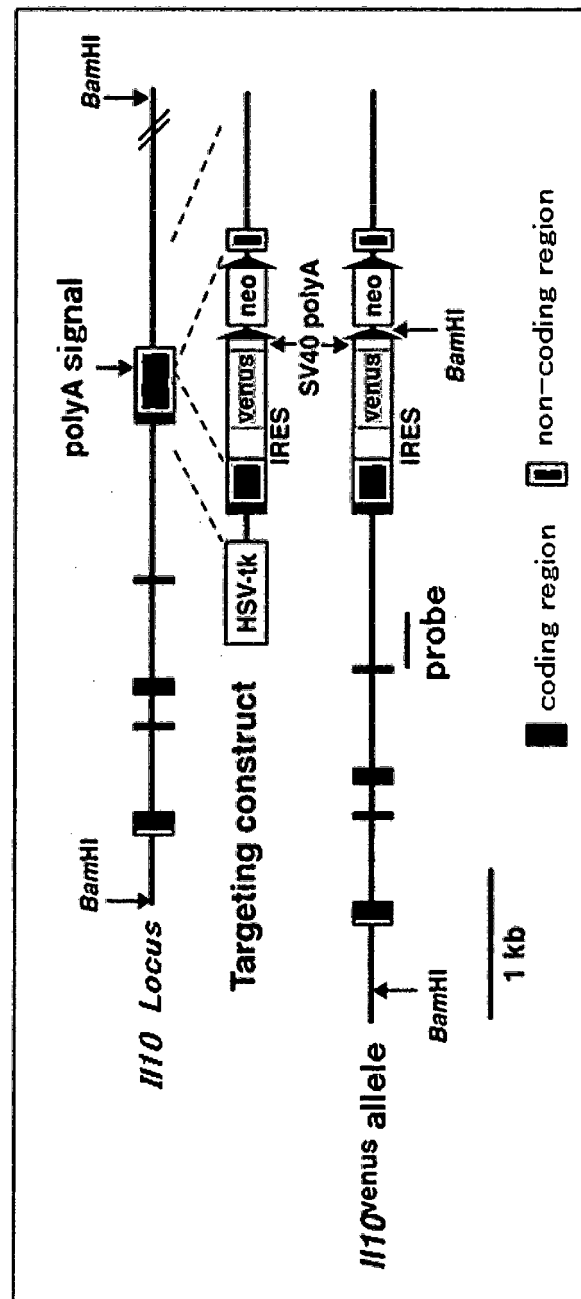 BamHI
BamHI
Il10 Locus
polyA signal
Targeting construct
HSV-tk
venus
neo
IRES
SV40 polyA
Il10venus allele
venus
neo
IRES
BamHI
BamHI
probe
1 kb
coding region
non-coding region